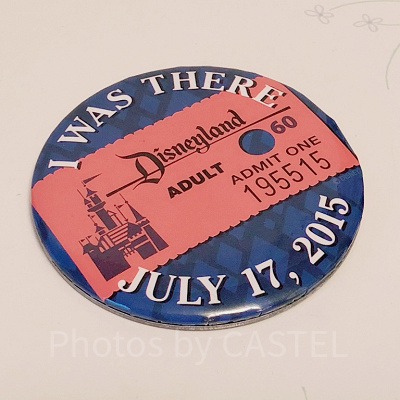 I WAS THERE
Disneyland
60
ADULT
ADMIT ONE
195515
JULY 17, 2015
Photos by CASTEL